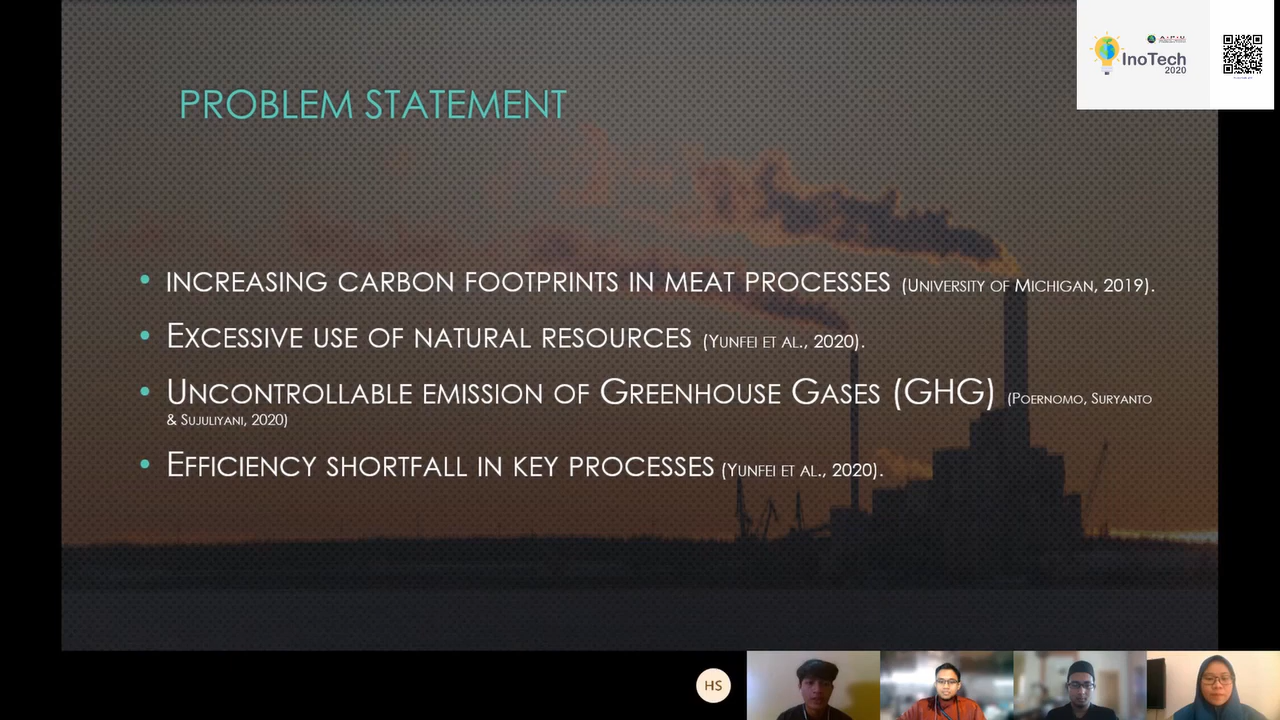 InoTech
2020
PROBLEM STATEMENT
• INCREASING CARBON FOOTPRINTS IN MEAT PROCESSES (UNIVERSITY OF MICHIGAN, 2019).
• EXCESSIVE USE OF NATURAL RESOURCES (YUNFEI ET AL., 2020).
• UNCONTROLLABLE EMISSION OF GREENHOUSE GASES (GHG) (POERNOMO, SURYANTO
& SUJULIYANI, 2020)
• EFFICIENCY SHORTFALL IN KEY PROCESSES (YUNFEI ET AL., 2020).
HS